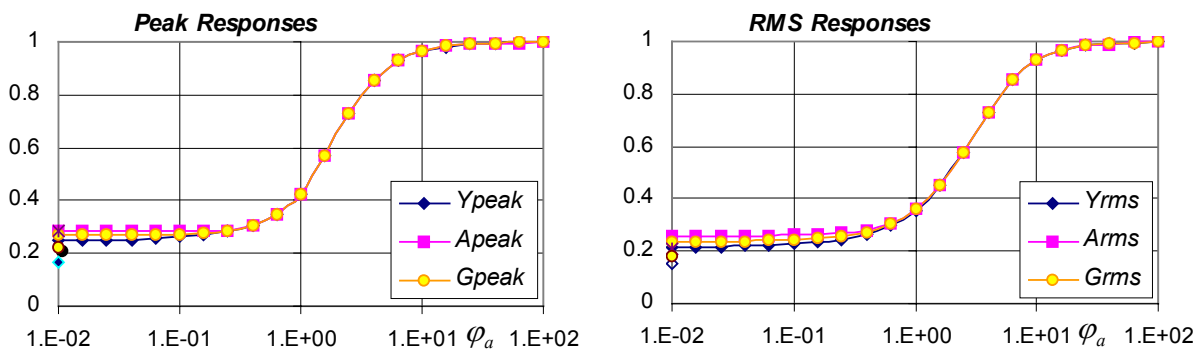 Peak Responses
1
0.8
0.6
0.4
0.2
0
1.E-02 1.E-01 1.E+00 1.E+01 φa 1.E+02
Ypeak
Apeak
Gpeak
RMS Responses
1
0.8
0.6
0.4
0.2
0
1.E-02 1.E-01 1.E+00 1.E+01 φa 1.E+02
Yrms
Arms
Grms